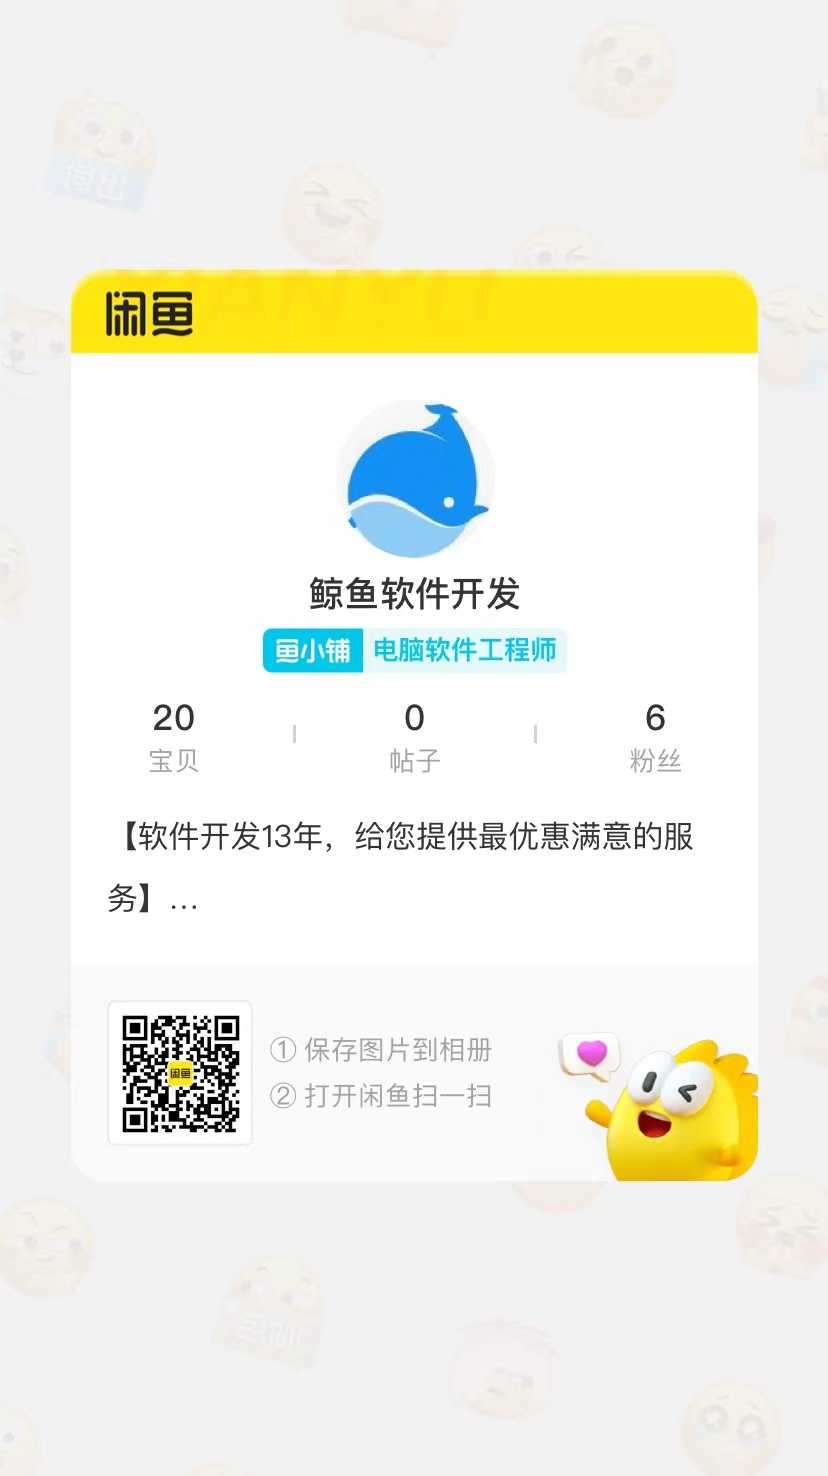 闲鱼
鲸鱼软件开发
鱼小铺 电脑软件工程师
20 0 6
宝贝 帖子 粉丝
【软件开发13年，给您提供最优惠满意的服
务】...
闲鱼
① 保存图片到相册
② 打开闲鱼扫一扫